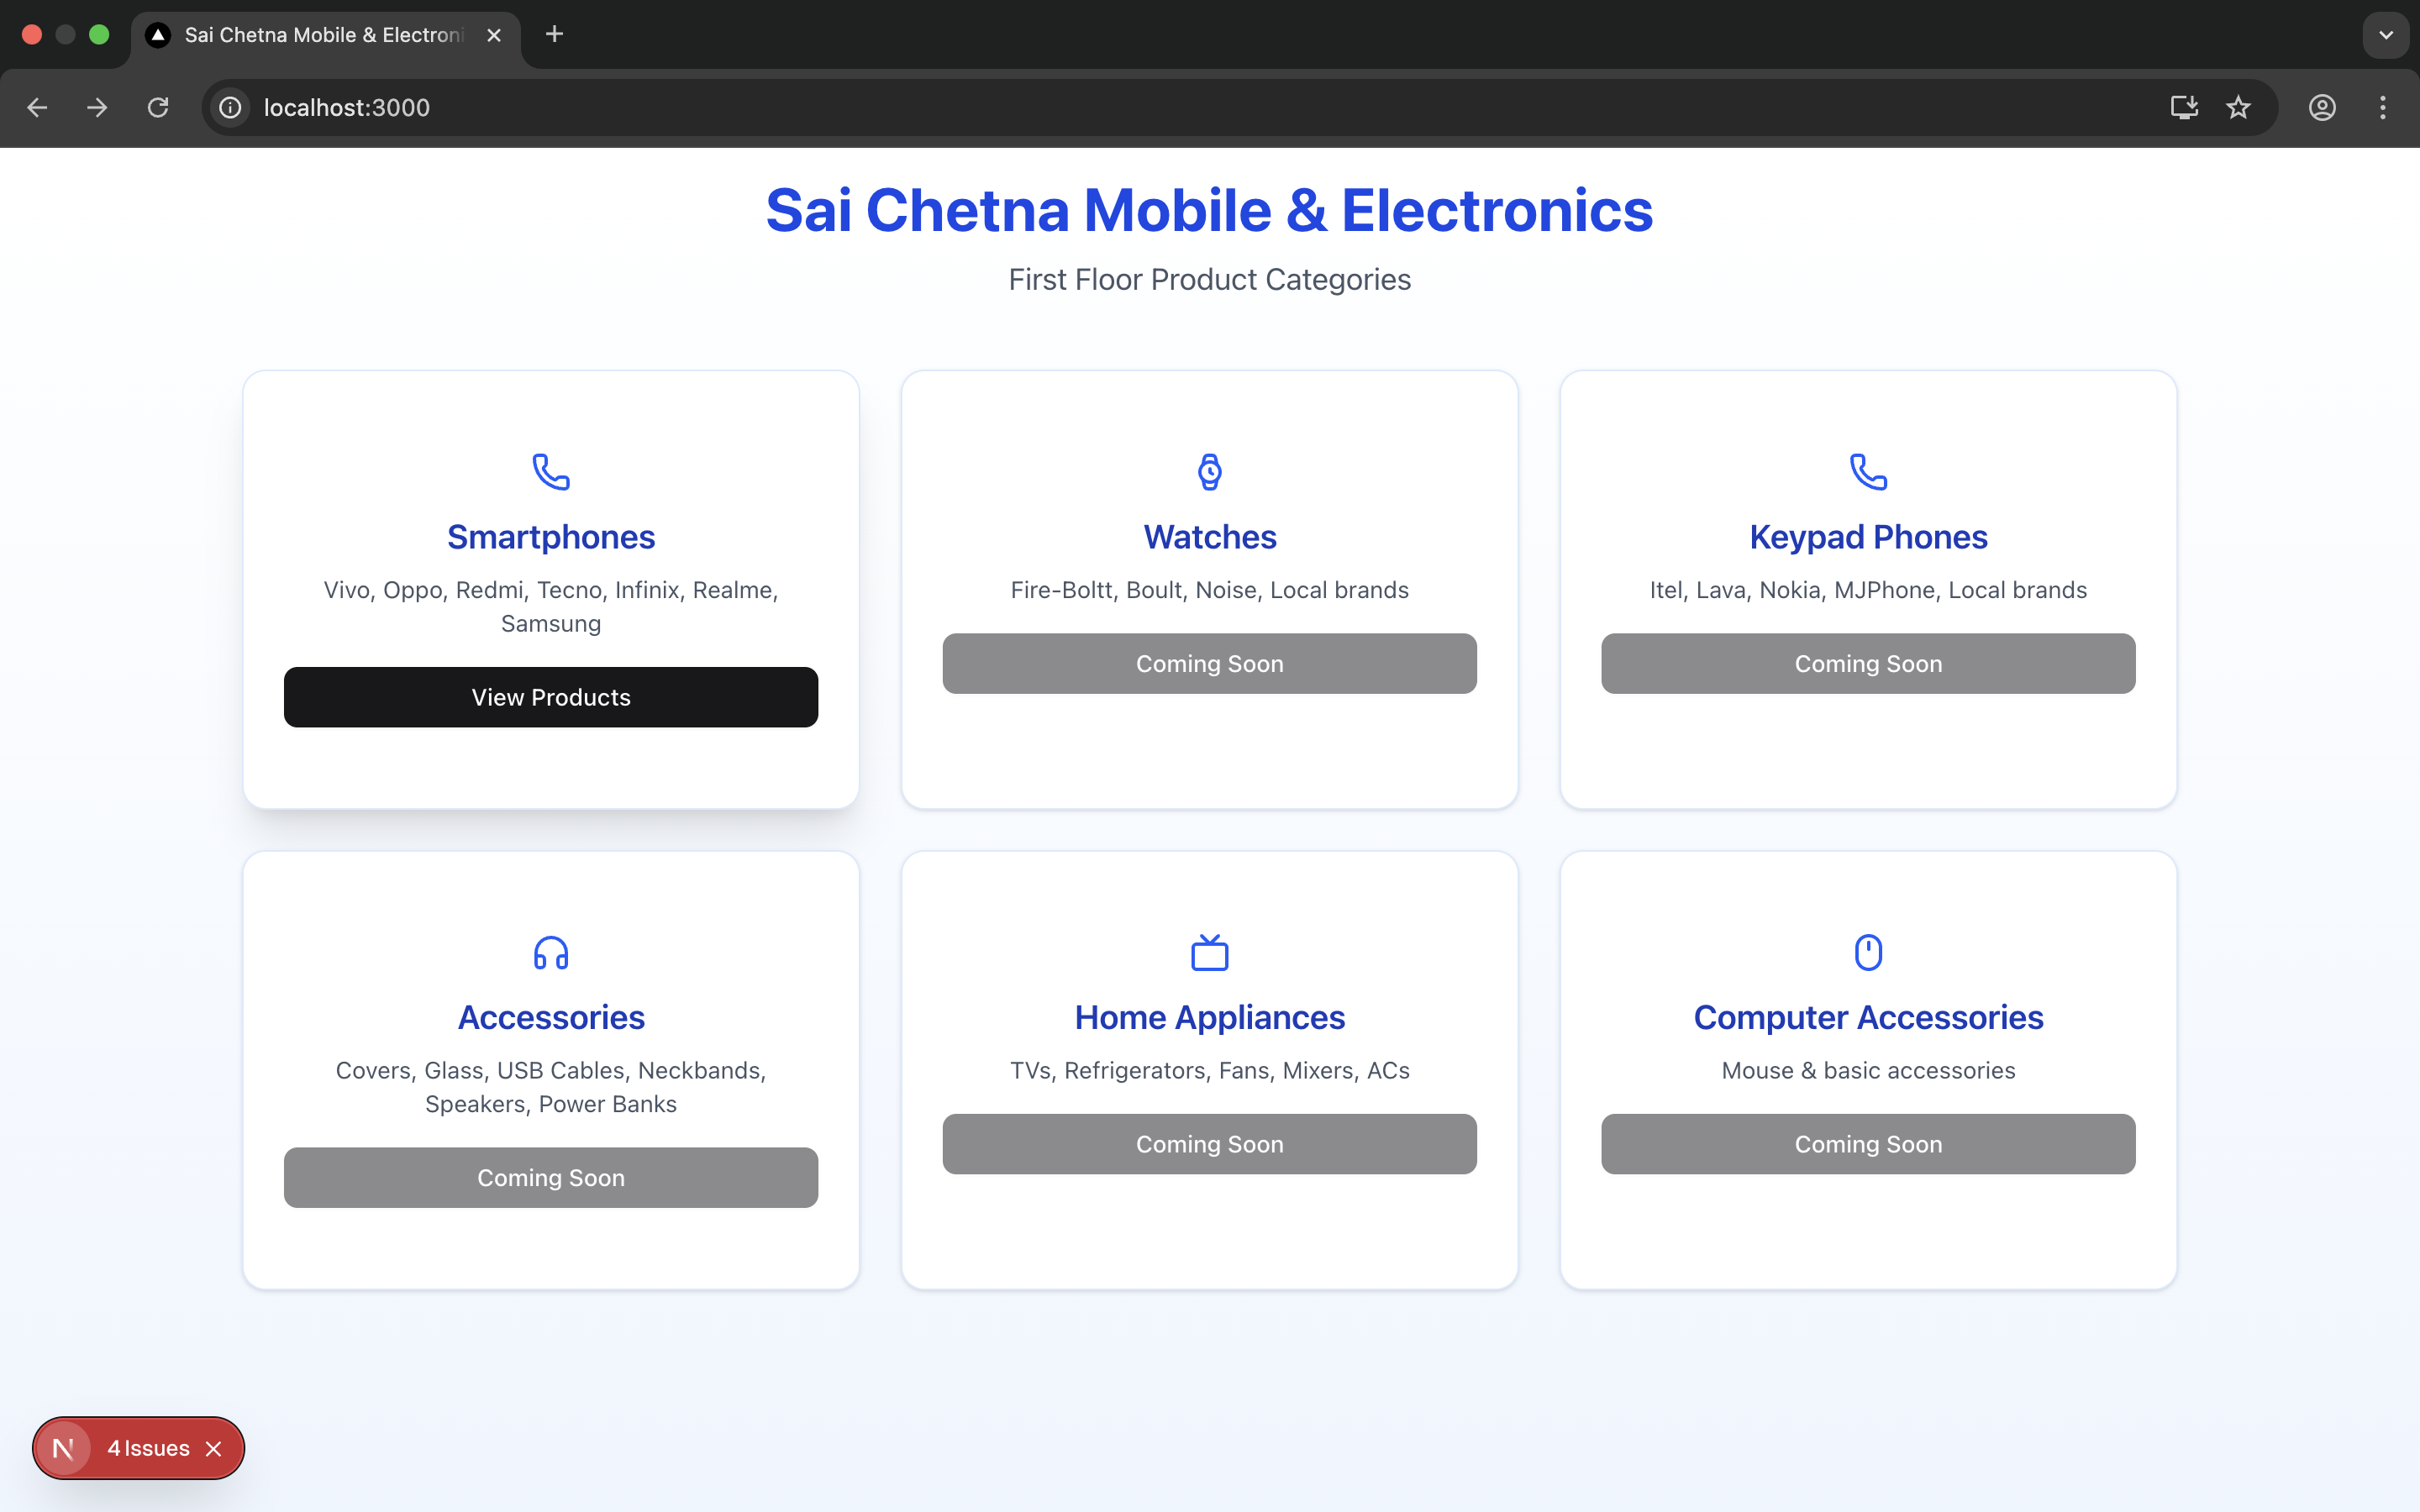 Sai Chetna Mobile & Electroni
localhost:3000
Sai Chetna Mobile & Electronics
First Floor Product Categories
Smartphones
Vivo, Oppo, Redmi, Tecno, Infinix, Realme,
Samsung
View Products
Watches
Fire-Boltt, Boult, Noise, Local brands
Coming Soon
Keypad Phones
Itel, Lava, Nokia, MJPhone, Local brands
Coming Soon
Accessories
Covers, Glass, USB Cables, Neckbands,
Speakers, Power Banks
Coming Soon
Home Appliances
TVs, Refrigerators, Fans, Mixers, ACs
Coming Soon
Computer Accessories
Mouse & basic accessories
Coming Soon
N 4 Issues